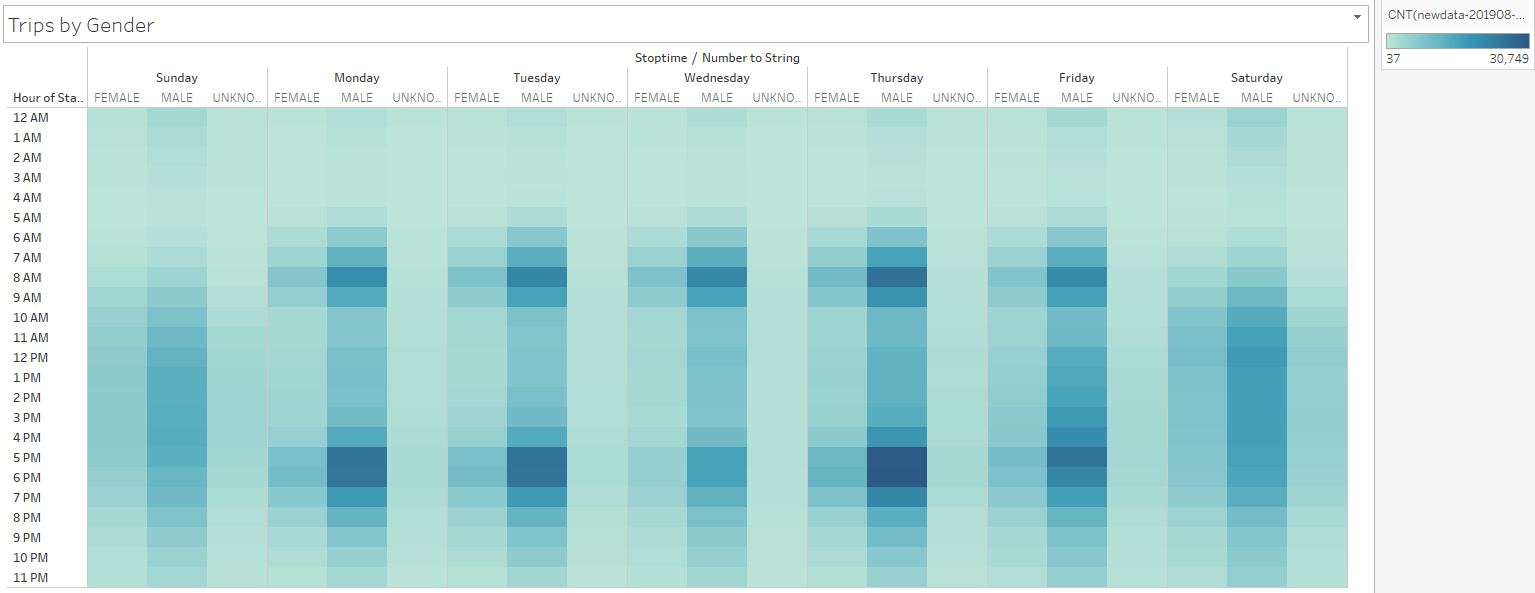 Trips by Gender
CNT(newdata-201908-...
37 30,749
Stoptime / Number to String
Sunday Monday Tuesday Wednesday Thursday Friday Saturday
Hour of Sta.. FEMALE MALE UNKNO.. FEMALE MALE UNKNO.. FEMALE MALE UNKNO.. FEMALE MALE UNKNO.. FEMALE MALE UNKNO.. FEMALE MALE UNKNO.. FEMALE MALE UNKNO..
12 AM
1 AM
2 AM
3 AM
4 AM
5 AM
6 AM
7 AM
8 AM
9 AM
10 AM
11 AM
12 PM
1 PM
2 PM
3 PM
4 PM
5 PM
6 PM
7 PM
8 PM
9 PM
10 PM
11 PM